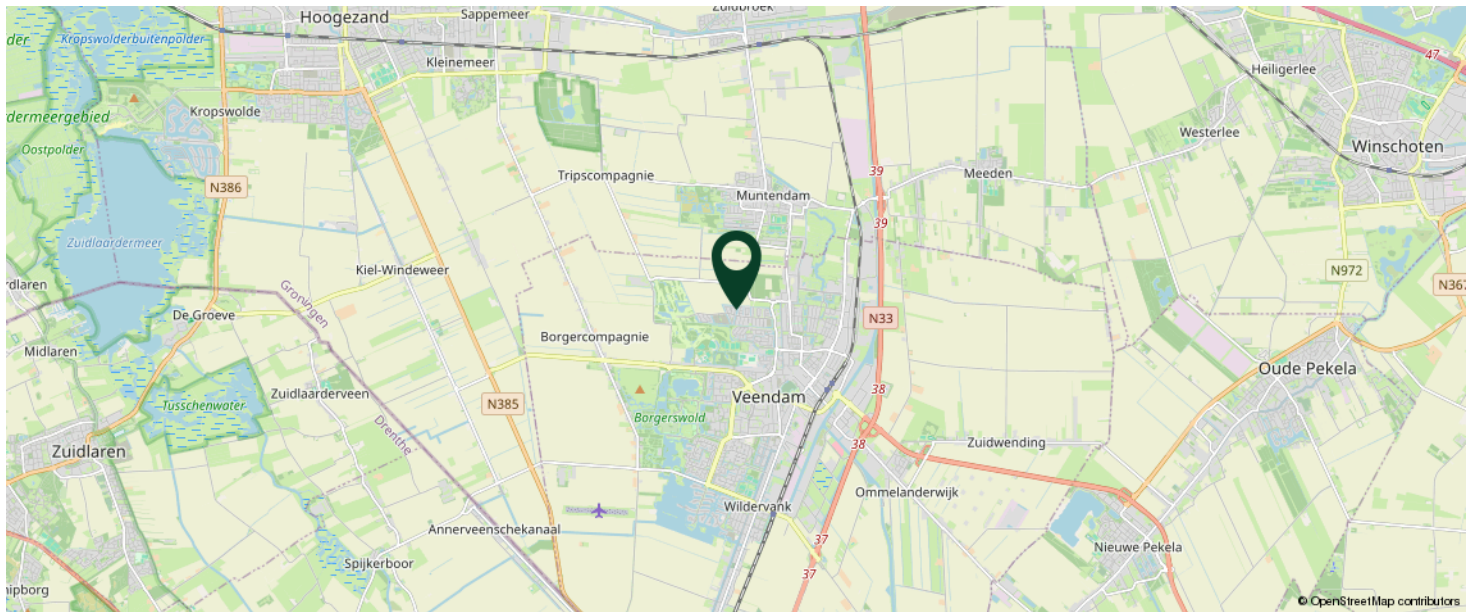 Hoogezand
Sappemeer
Zuidbroek
Kropswolderbuitenpolder
Kleinemeer
47
Heiligerlee
Kropswolde
dermeergebied
Oostpolder
Westerlee
Winschoten
Tripscompagnie
39
Meeden
N386
Muntendam
39
Zuidlaardermeer
Kiel-Windeweer
N972
rdlaren
Groningen
N367
De Groeve
N33
Borgercompagnie
Midlaren
Oude Pekela
Zuidlaarderveen
38
Veendam
Tusschenwater
N385
Borgerswold
Drenthe
Zuidlaren
38
Zuidwending
Ommelanderwijk
Wildervank
Annerveenschekanaal
37
Nieuwe Pekela
Spijkerboor
37
hipborg
© OpenStreetMap contributors